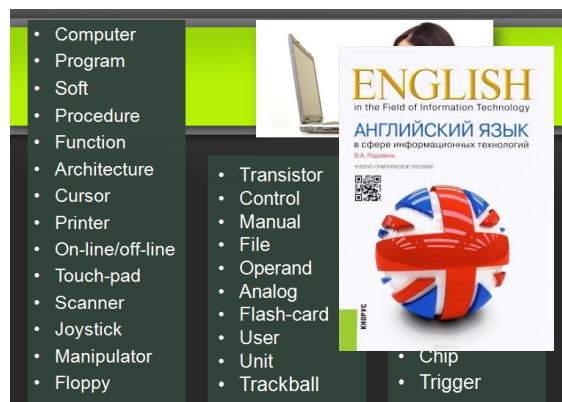 • Computer
• Program
• Soft
• Procedure
• Function
• Architecture
• Cursor
• Printer
• On-line/off-line
• Touch-pad
• Scanner
• Joystick
• Manipulator
• Floppy
• Transistor
• Control
• Manual
• File
• Operand
• Analog
• Flash-card
• User
• Unit
• Trackball
ENGLISH
in the Field of Information Technology
АНГЛИЙСКИЙ ЯЗЫК
в сфере информационных технологий
В.А. Радовель
УЧЕБНО-ПРАКТИЧЕСКОЕ ПОСОБИЕ
КНОРУС
• Chip
• Trigger